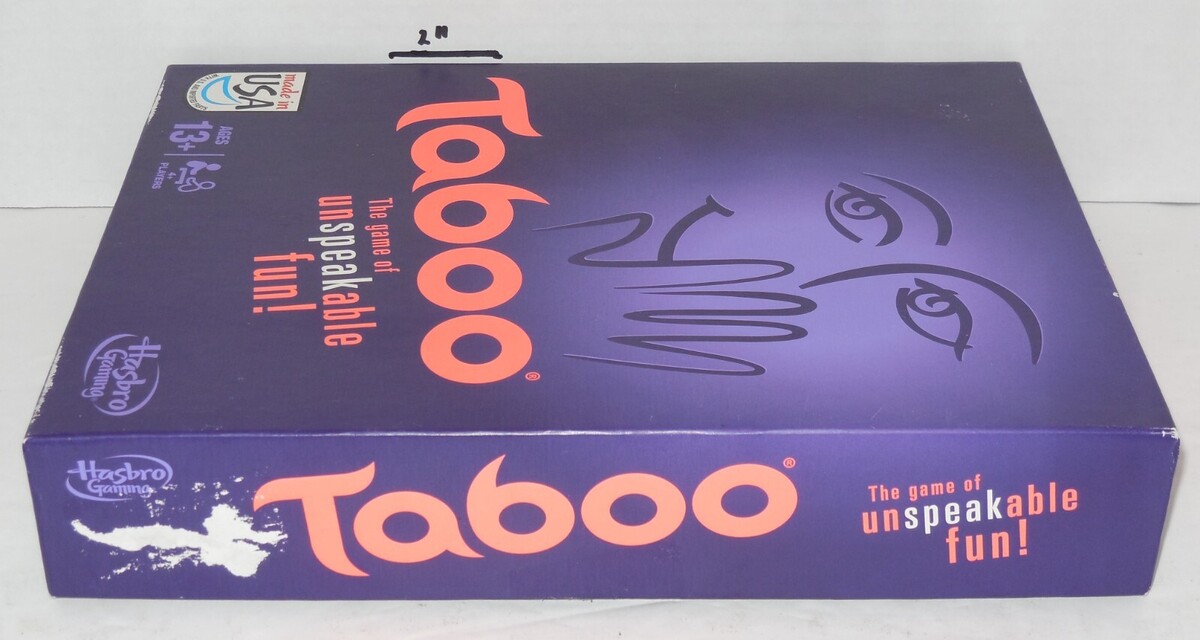 2"
made in
USA
AGES
13+
4+
PLAYERS
Taboo®
The game of
unspeakable
fun!
Hasbro
Gaming
Hasbro
Gaming
Taboo®
The game of
unspeakable
fun!